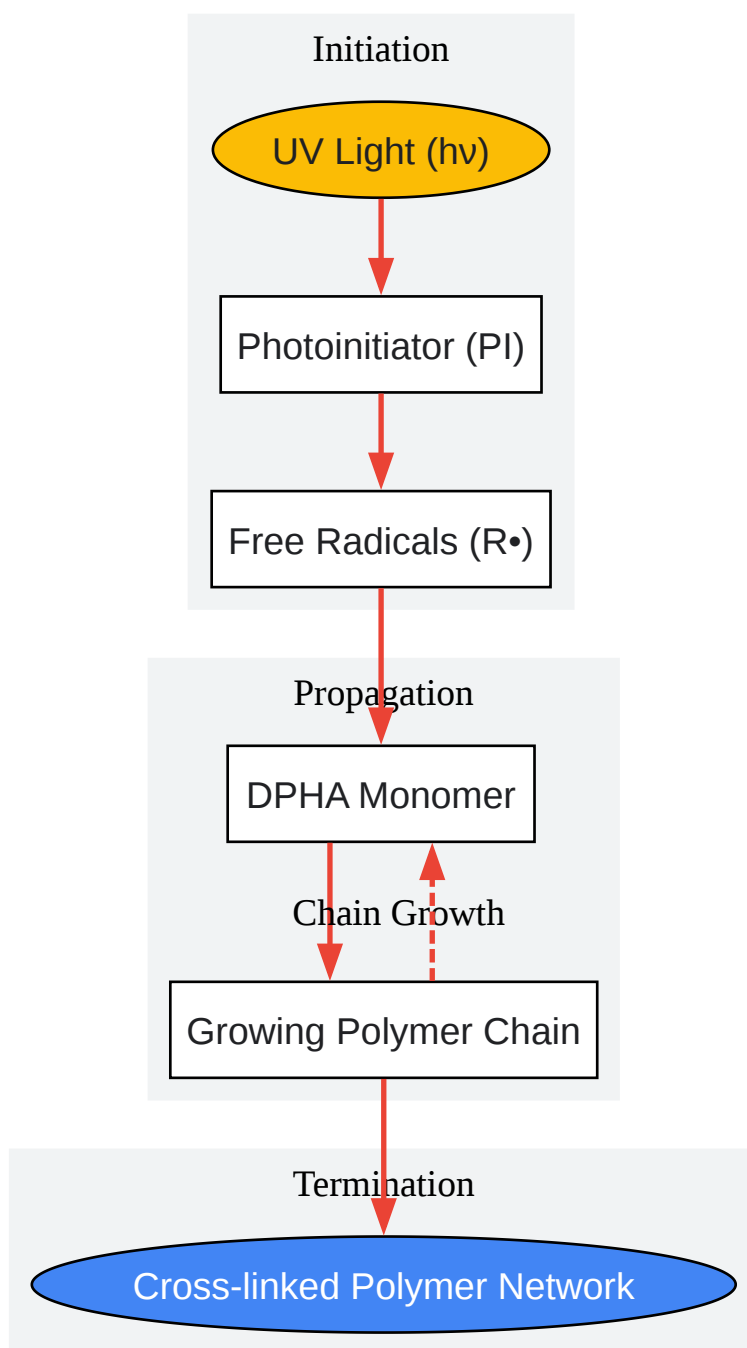 Initiation
UV Light (hν)
Photoinitiator (PI)
Free Radicals (R•)
Propagation
DPHA Monomer
Chain Growth
Growing Polymer Chain
Termination
Cross-linked Polymer Network